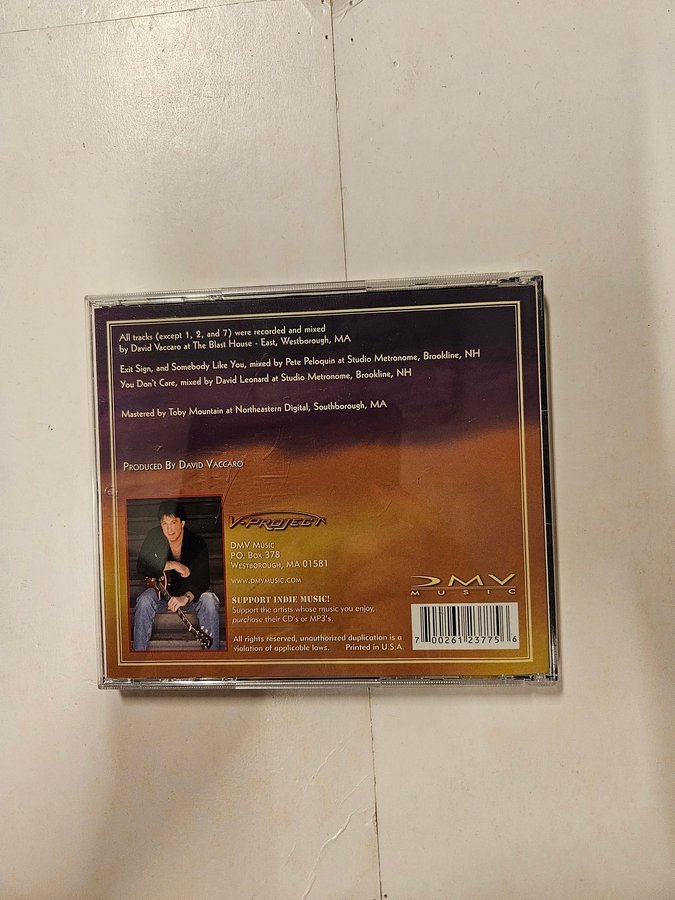 All tracks (except 1, 2, and 7) were recorded and mixed
by David Vaccaro at The Blast House - East, Westborough, MA
Exit Sign, and Somebody Like You, mixed by Pete Peloquin at Studio Metronome, Brookline, NH
You Don't Care, mixed by David Leonard at Studio Metronome, Brookline, NH
Mastered by Toby Mountain at Northeastern Digital, Southborough, MA
PRODUCED BY DAVID VACCARO
V-PROJECT
DMV MUSIC
P.O. BOX 378
WESTBOROUGH, MA 01581
WWW.DMVMUSIC.COM
SUPPORT INDIE MUSIC!
Support the artists whose music you enjoy,
purchase their CD's or MP3's.
All rights reserved, unauthorized duplication is a
violation of applicable laws. Printed in U.S.A.
DMV
MUSIC
7 00261 23775 6